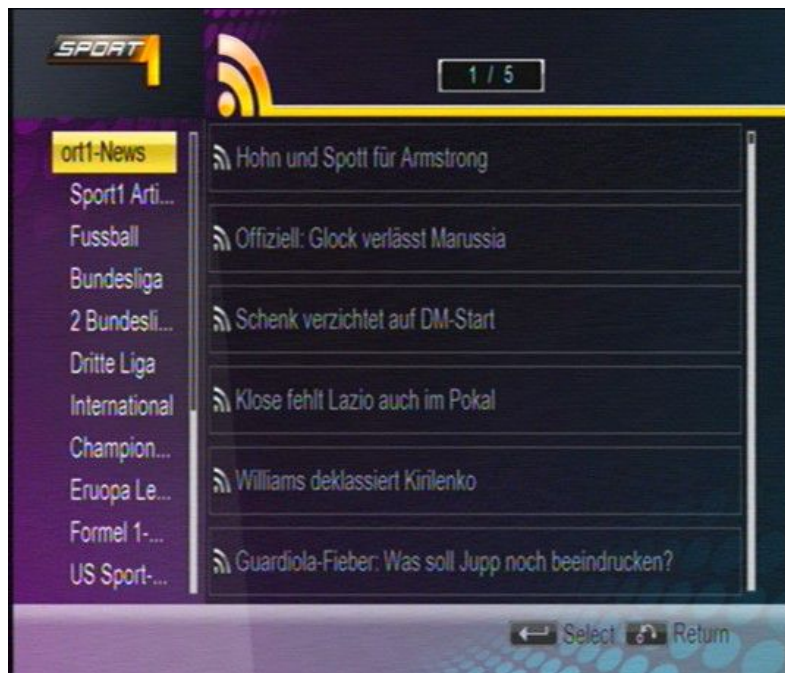 SPORT1
1 / 5
ort1-News
Sport1 Arti...
Fussball
Bundesliga
2 Bundesli...
Dritte Liga
International
Champion...
Eruopa Le...
Formel 1-...
US Sport-...
Hohn und Spott für Armstrong
Offiziell: Glock verlässt Marussia
Schenk verzichtet auf DM-Start
Klose fehlt Lazio auch im Pokal
Williams deklassiert Kirilenko
Guardiola-Fieber: Was soll Jupp noch beeindrucken?
Select Return